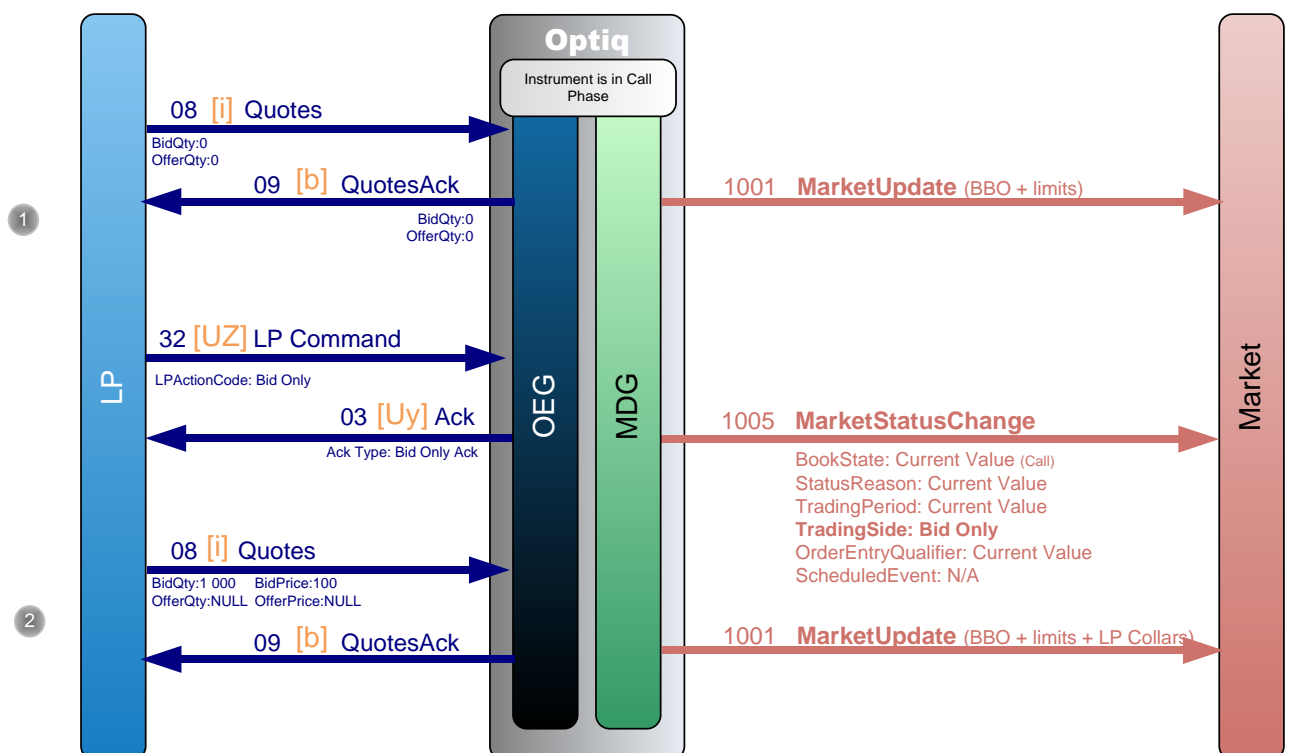 Optiq
Instrument is in Call
Phase
08 [i] Quotes
BidQty:0
OfferQty:0
09 [b] QuotesAck
1001 MarketUpdate (BBO + limits)
BidQty:0
OfferQty:0
1
32 [UZ] LP Command
LPActionCode: Bid Only
LP
OEG
MDG
Market
03 [Uy] Ack
Ack Type: Bid Only Ack
1005 MarketStatusChange
BookState: Current Value (Call)
StatusReason: Current Value
TradingPeriod: Current Value
TradingSide: Bid Only
OrderEntryQualifier: Current Value
ScheduledEvent: N/A
08 [i] Quotes
BidQty:1 000 BidPrice:100
OfferQty:NULL OfferPrice:NULL
2
09 [b] QuotesAck
1001 MarketUpdate (BBO + limits + LP Collars)